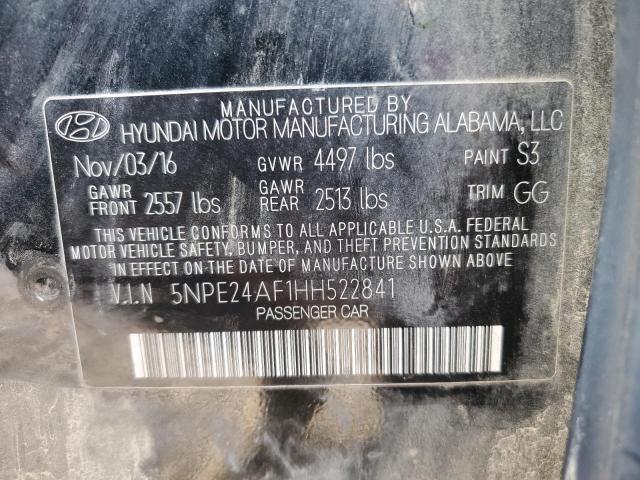 MANUFACTURED BY
HYUNDAI MOTOR MANUFACTURING ALABAMA, LLC
Nov/03/16 GVWR 4497 lbs PAINT S3
GAWR FRONT 2557 lbs GAWR REAR 2513 lbs TRIM GG
THIS VEHICLE CONFORMS TO ALL APPLICABLE U.S.A. FEDERAL
MOTOR VEHICLE SAFETY, BUMPER, AND THEFT PREVENTION STANDARDS
IN EFFECT ON THE DATE OF MANUFACTURE SHOWN ABOVE
V.I.N 5NPE24AF1HH522841
PASSENGER CAR